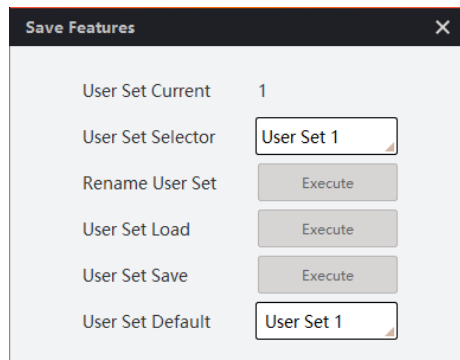 Save Features
User Set Current 1
User Set Selector User Set 1
Rename User Set Execute
User Set Load Execute
User Set Save Execute
User Set Default User Set 1